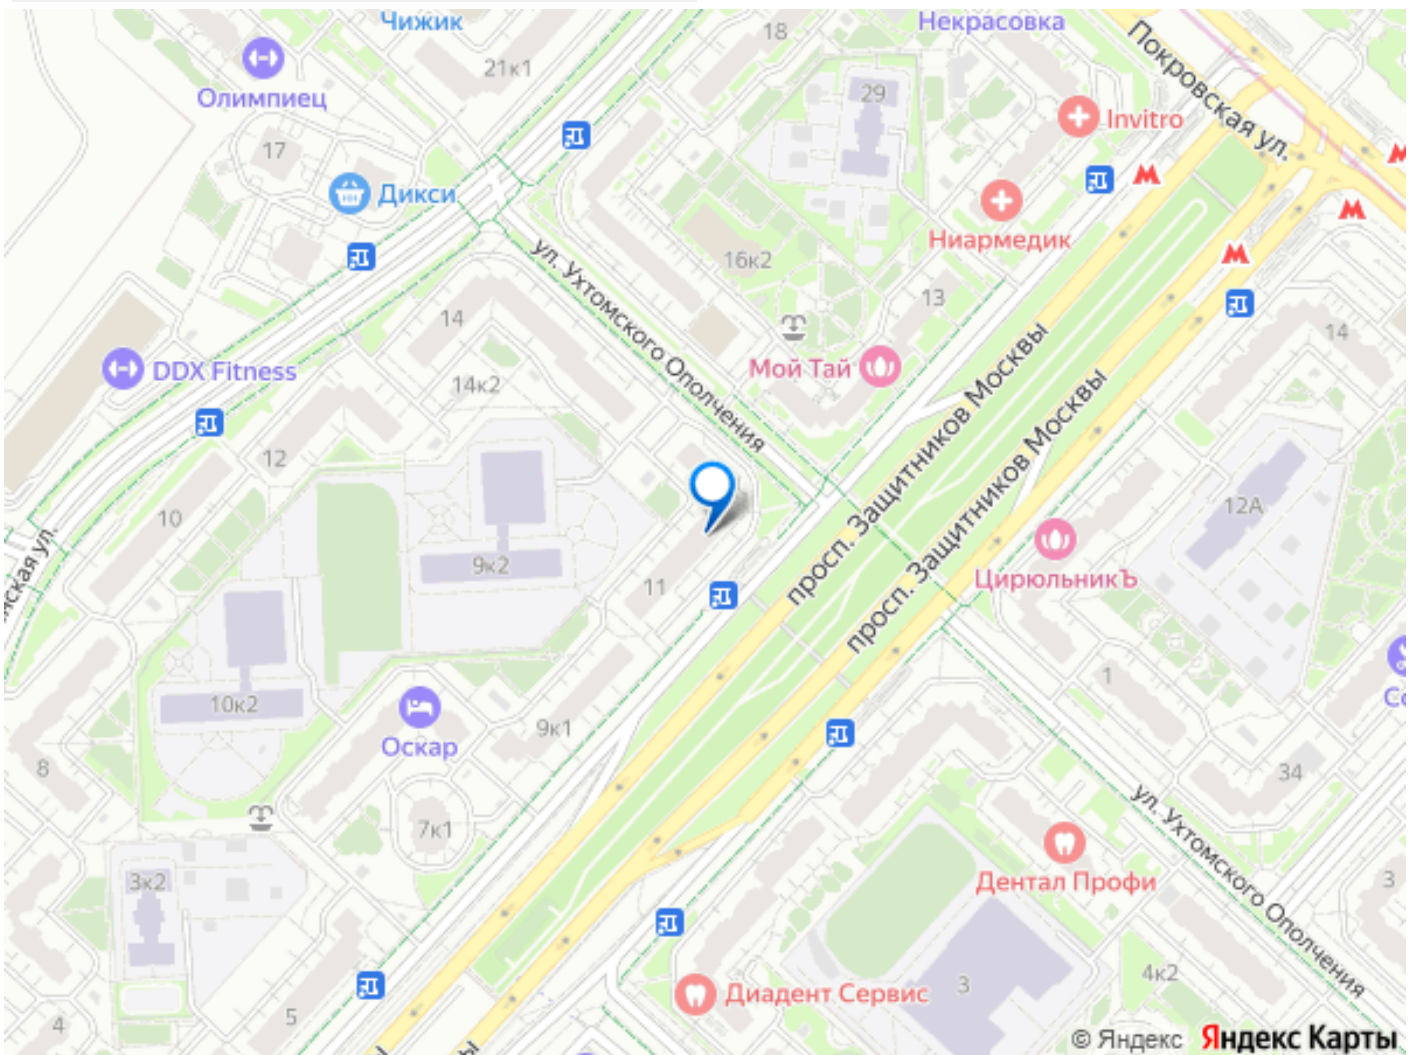 Чижик
Некрасовка
18
21к1
Олимпиец
29
Покровская ул.
Invitro
17
Дикси
Ниармедик
16к2
ул. Ухтомского Ополчения
13
14
14
DDX Fitness
Мой Тай
14к2
просп. Защитников Москвы
просп. Защитников Москвы
12
10
12А
9к2
ЦирюльникЪ
11
10к2
1
9к1
Оскар
8
34
7к1
ул. Ухтомского Ополчения
Дентал Профи
3к2
3
4к2
Диадент Сервис
3
5
4
© Яндекс Яндекс Карты